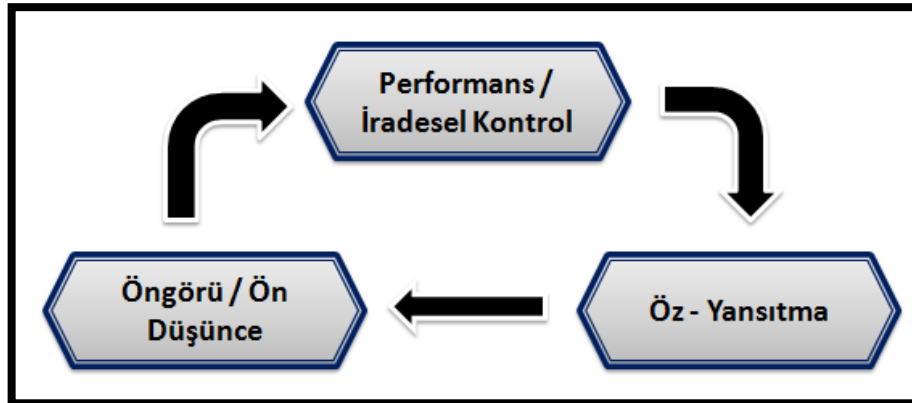 Performans /
İradesel Kontrol
Öngörü / Ön
Düşünce
Öz - Yansıtma